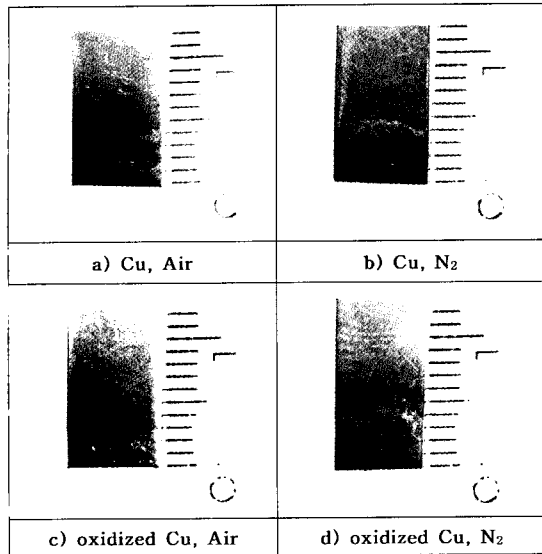 a) Cu, Air
b) Cu, N₂
c) oxidized Cu, Air
d) oxidized Cu, N₂